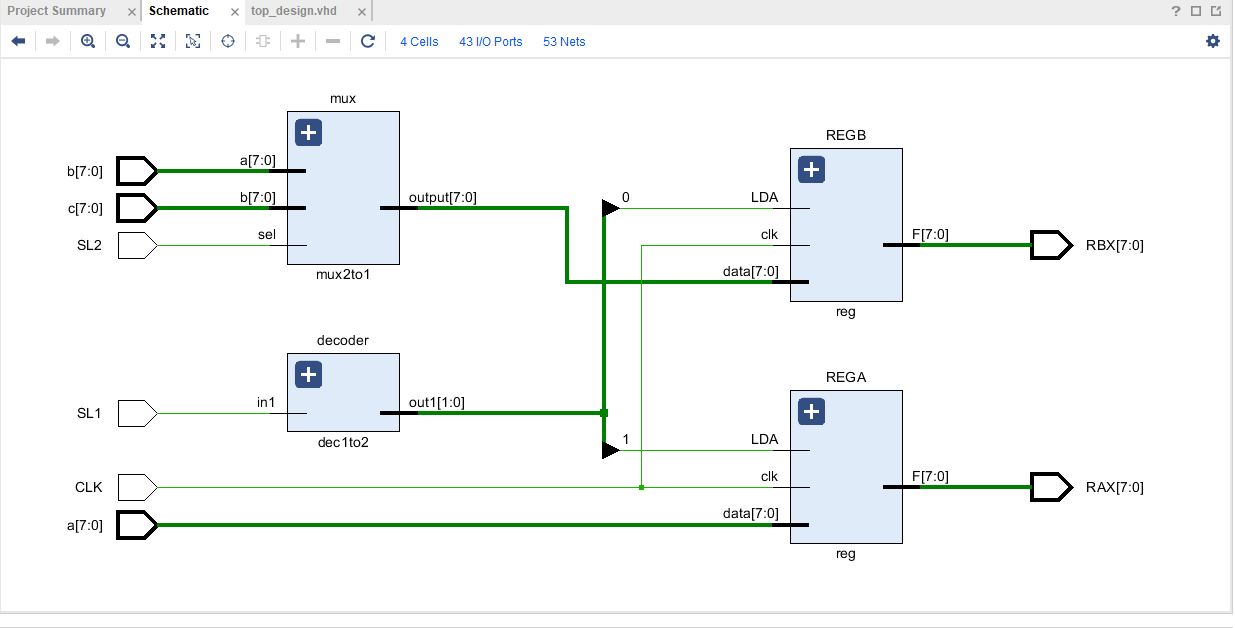 Project Summary × Schematic × top_design.vhd ×
?
4 Cells 43 I/O Ports 53 Nets
mux
REGB
b[7:0] a[7:0]
c[7:0] b[7:0] output[7:0] 0 LDA
SL2 sel clk F[7:0] RBX[7:0]
mux2to1 data[7:0]
reg
decoder
REGA
SL1 in1 out1[1:0]
dec1to2 1 LDA
CLK clk F[7:0] RAX[7:0]
a[7:0] data[7:0]
reg